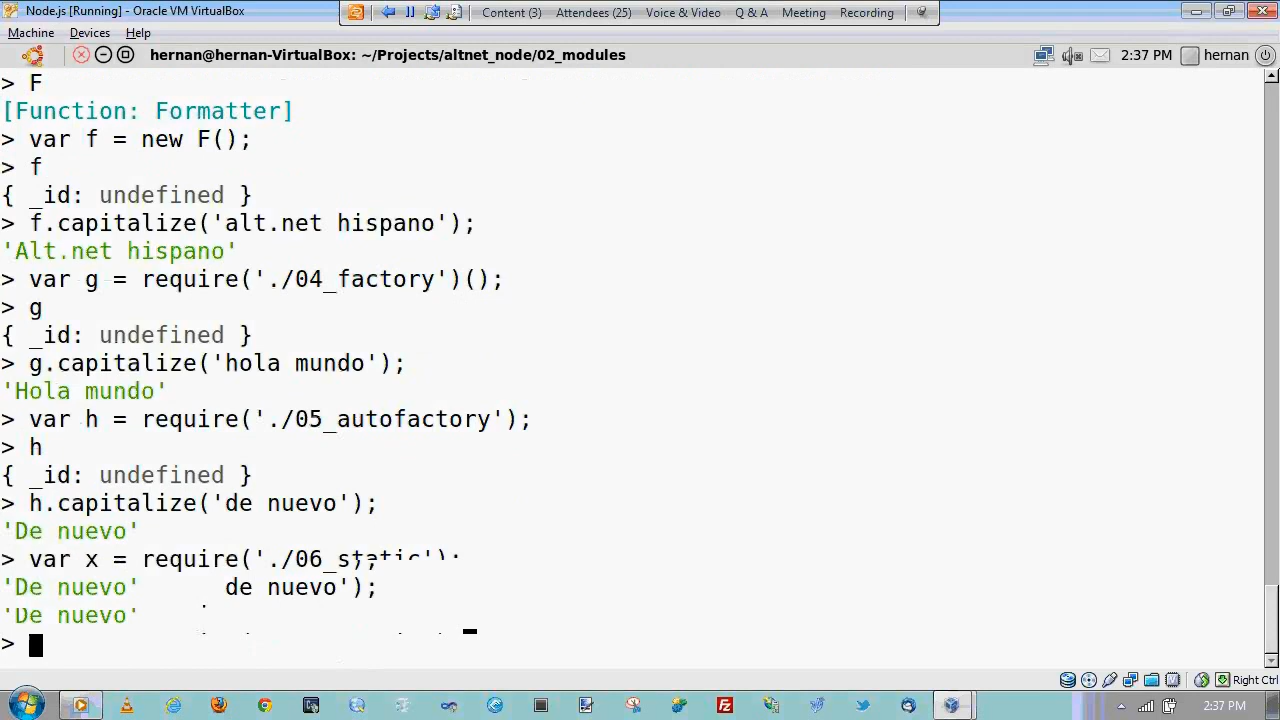 Node.js [Running] - Oracle VM VirtualBox
Content (3) Attendees (25) Voice & Video Q & A Meeting Recording
Machine Devices Help
hernan@hernan-VirtualBox: ~/Projects/altnet_node/02_modules 2:37 PM hernan
> F
[Function: Formatter]
> var f = new F();
> f
{ _id: undefined }
> f.capitalize('alt.net hispano');
'Alt.net hispano'
> var g = require('./04_factory')();
> g
{ _id: undefined }
> g.capitalize('hola mundo');
'Hola mundo'
> var h = require('./05_autofactory');
> h
{ _id: undefined }
> h.capitalize('de nuevo');
'De nuevo'
> var x = require('./06_static');
'De nuevo' de nuevo');
'De nuevo'
>
Right Ctrl
2:37 PM